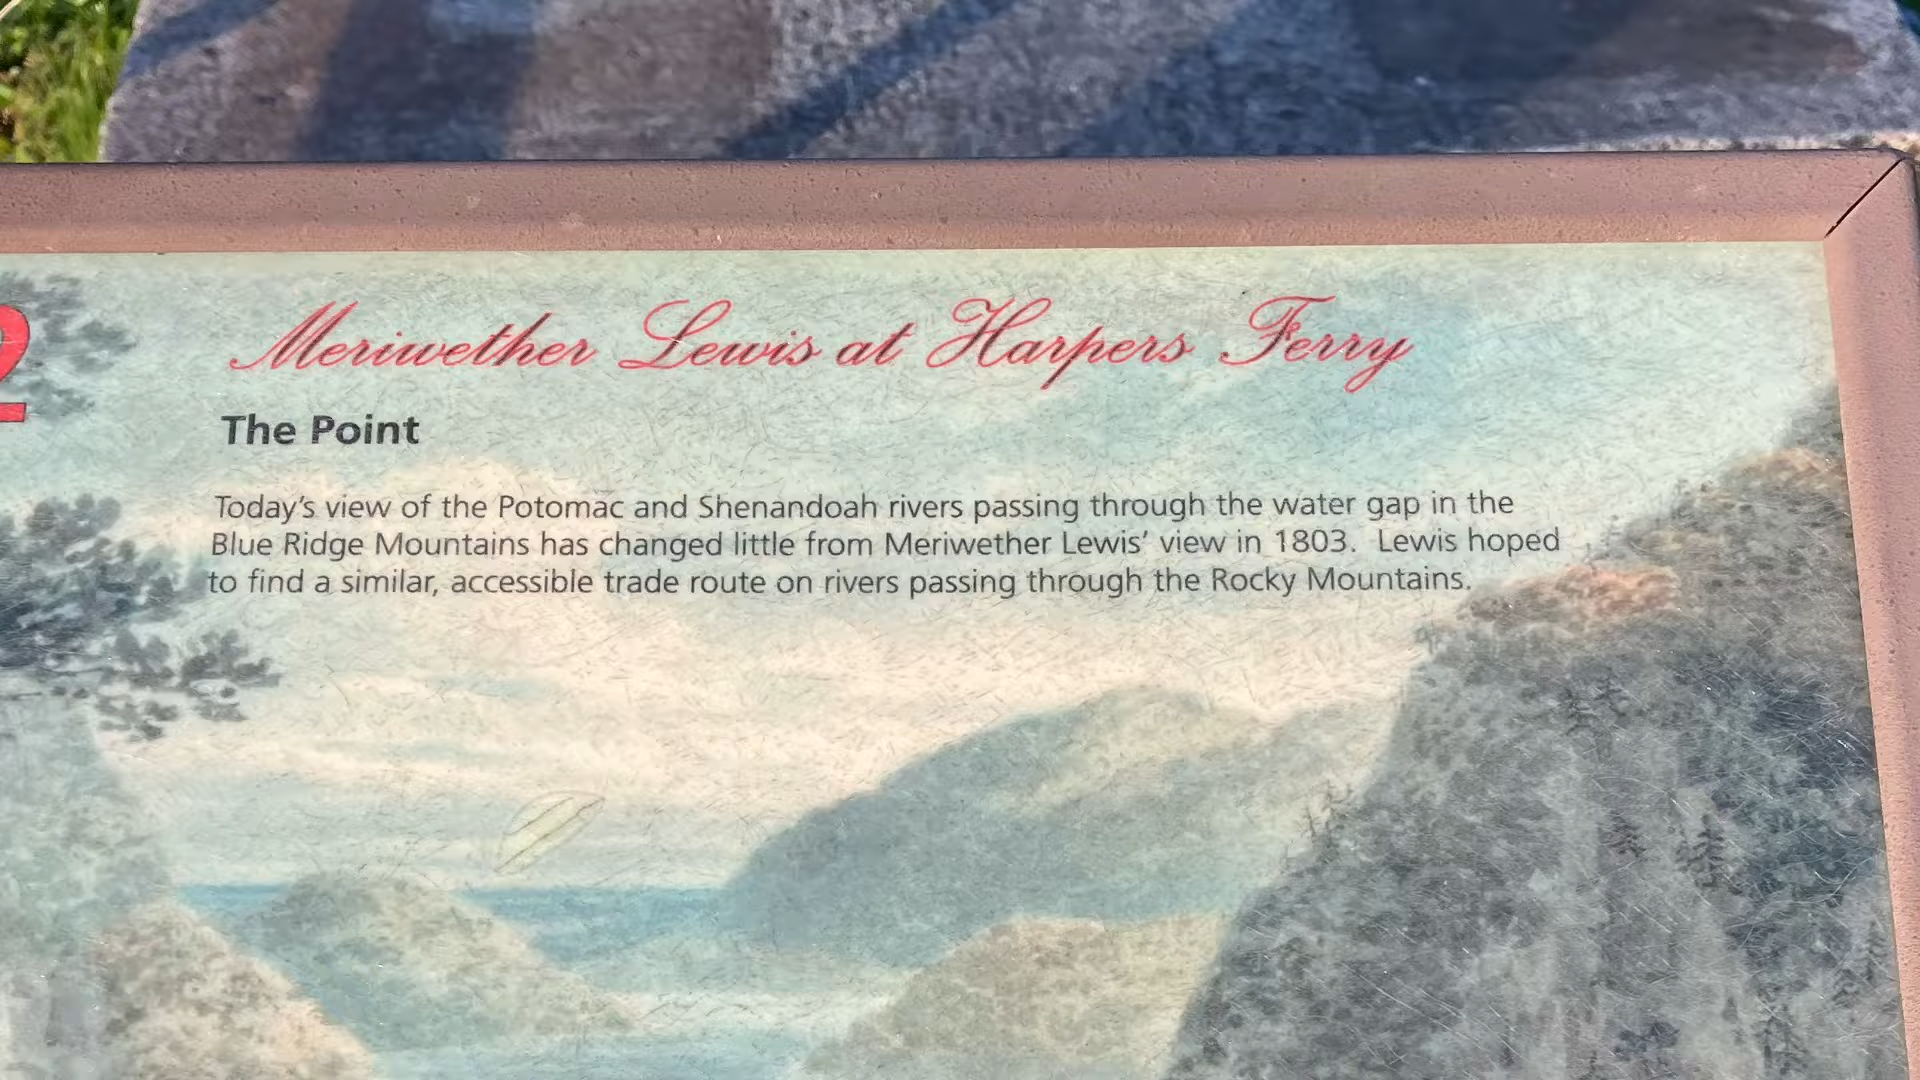 2
Meriwether Lewis at Harpers Ferry
The Point
Today's view of the Potomac and Shenandoah rivers passing through the water gap in the
Blue Ridge Mountains has changed little from Meriwether Lewis' view in 1803. Lewis hoped
to find a similar, accessible trade route on rivers passing through the Rocky Mountains.